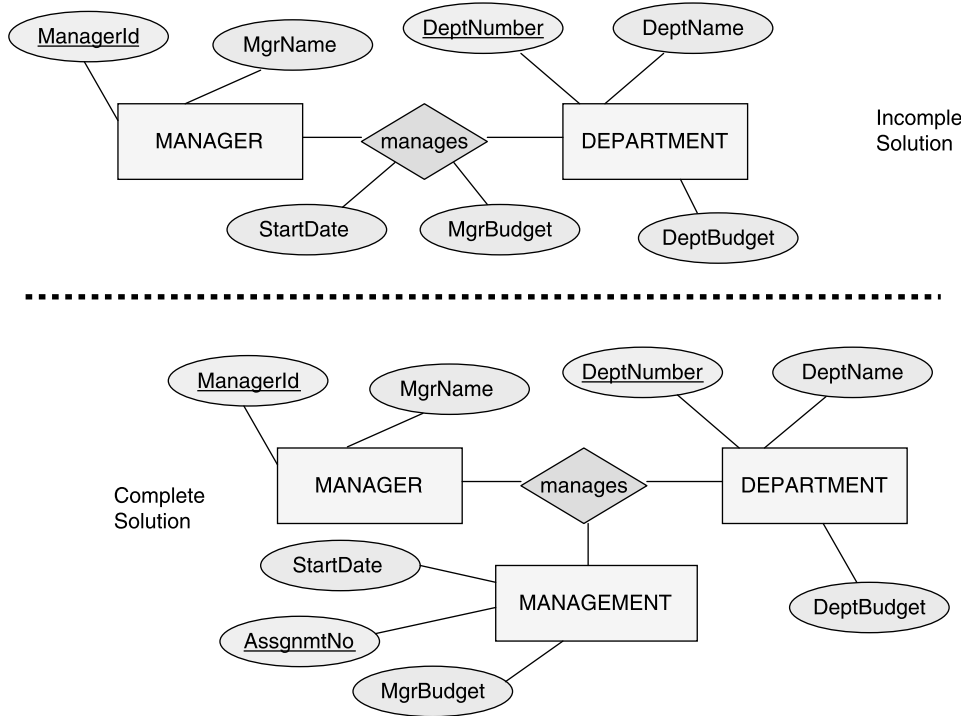 ManagerId
MgrName
DeptNumber
DeptName
MANAGER
manages
DEPARTMENT
Incomple
Solution
StartDate
MgrBudget
DeptBudget
ManagerId
MgrName
DeptNumber
DeptName
MANAGER
manages
DEPARTMENT
Complete
Solution
StartDate
MANAGEMENT
DeptBudget
AssgnmtNo
MgrBudget